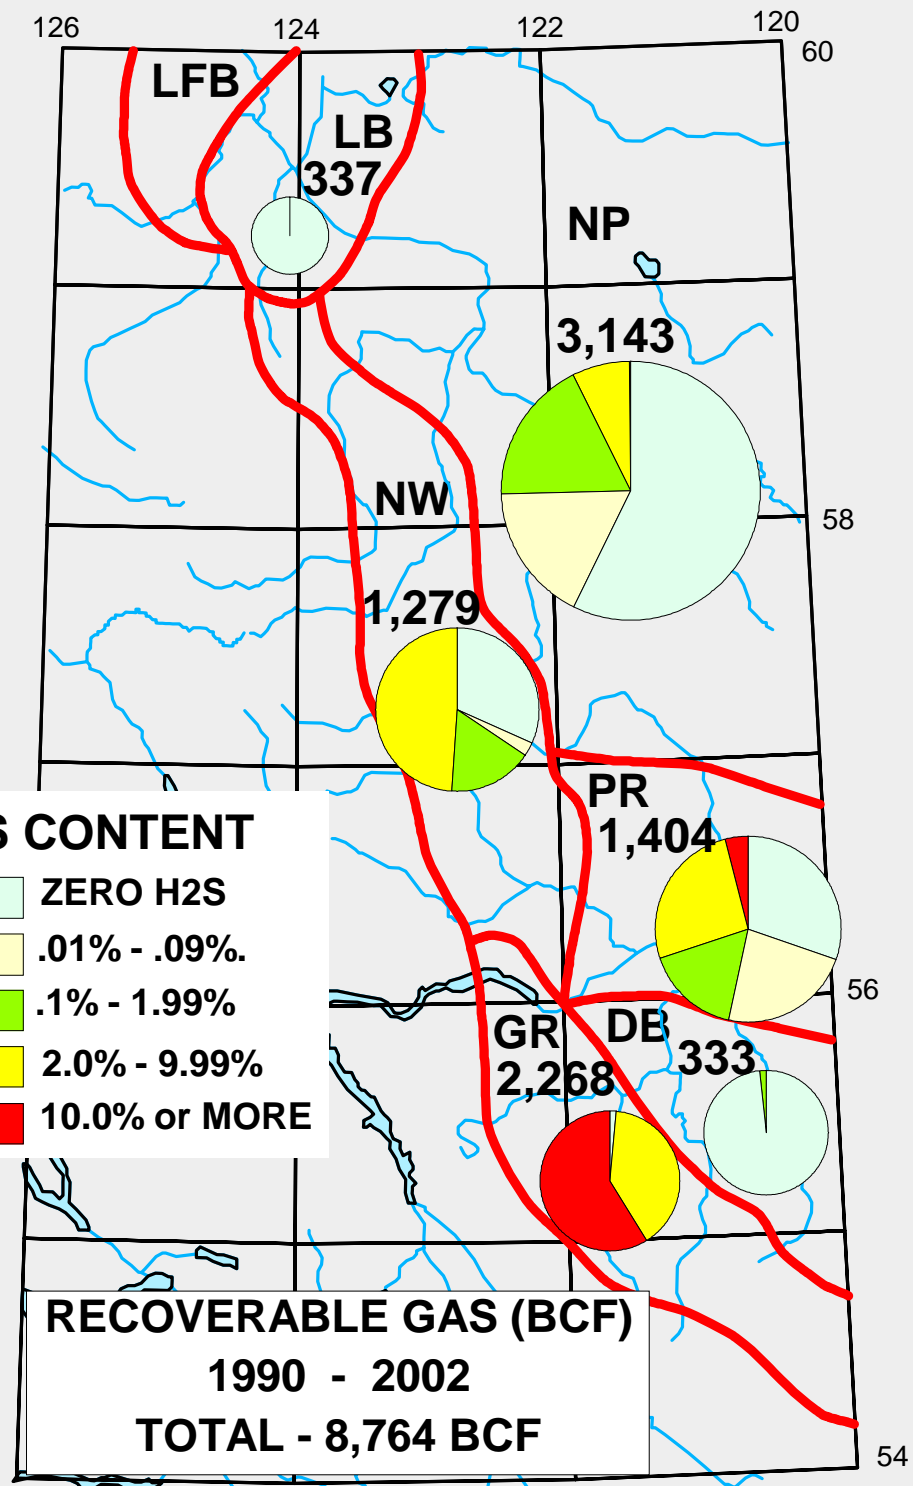 126
124
122
120
60
LFB
LB
337
NP
3,143
NW
58
1,279
PR
1,404
CONTENT
ZERO H2S
.01% - .09%.
.1% - 1.99%
2.0% - 9.99%
10.0% or MORE
56
GR
2,268
DB
333
RECOVERABLE GAS (BCF)
1990 - 2002
TOTAL - 8,764 BCF
54